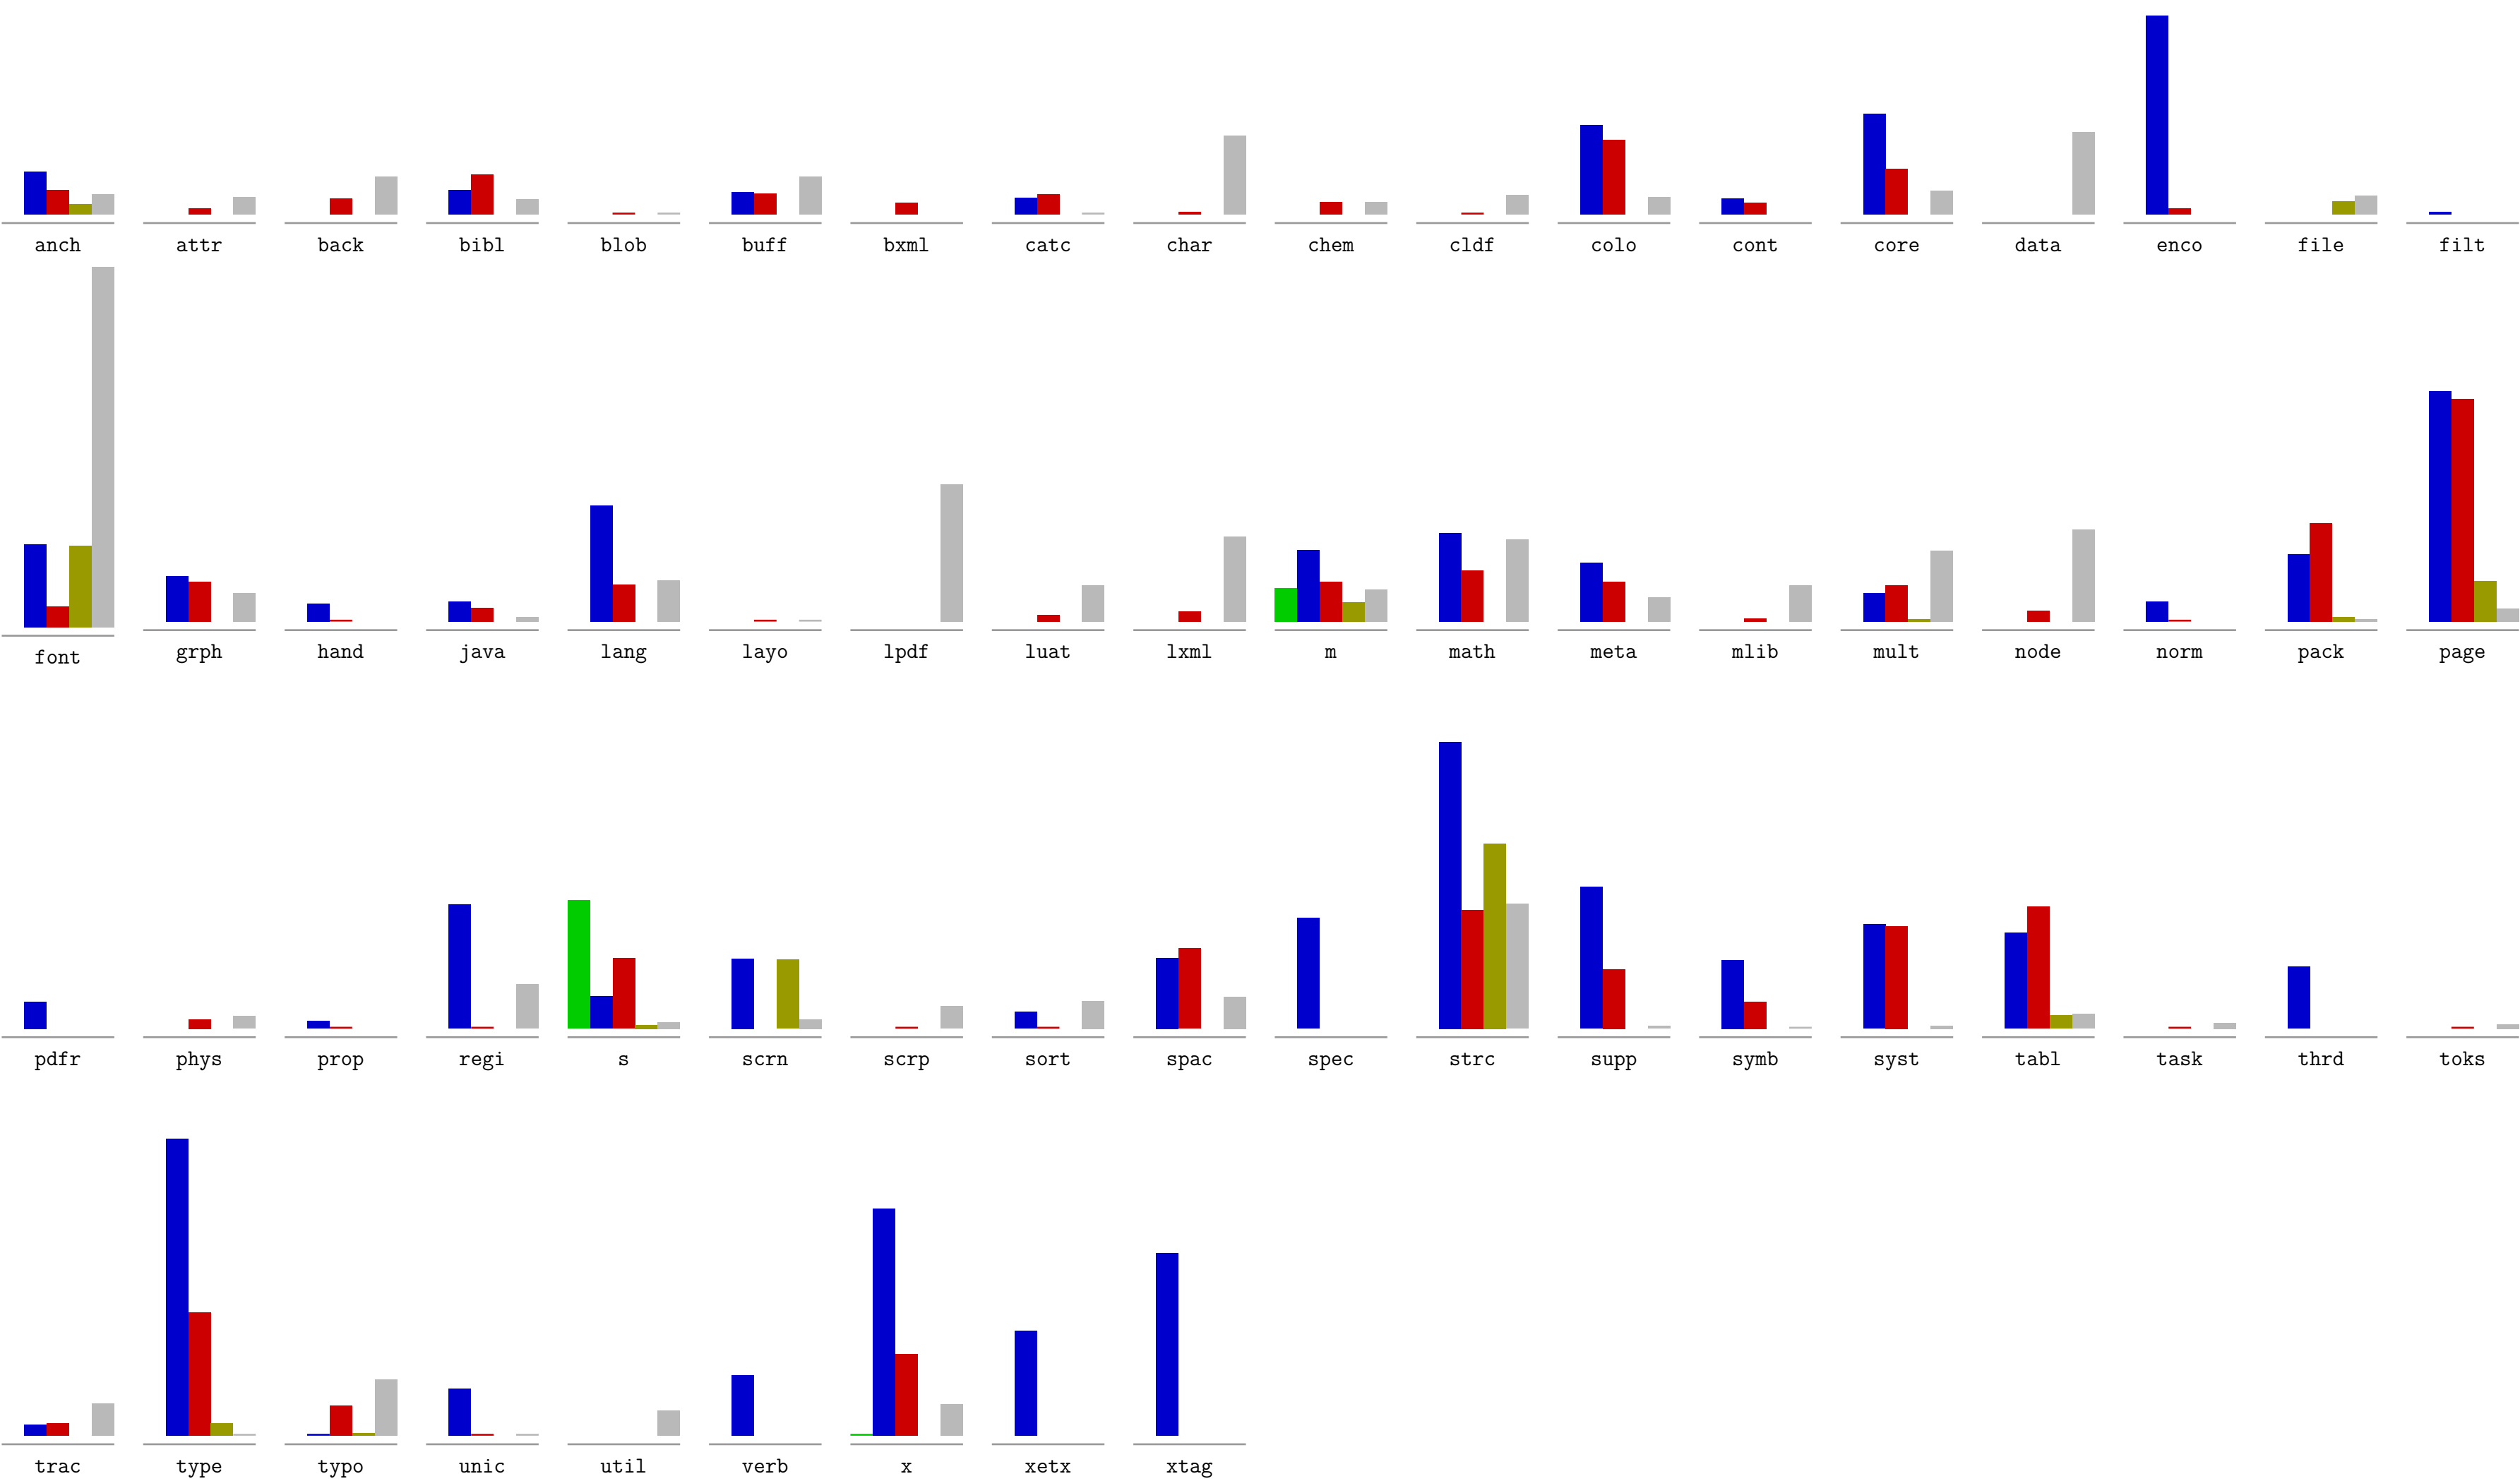 anch attr back bibl blob buff bxml catc char chem cldf colo cont core data enco file filt
font grph hand java lang layo lpdf luat lxml m math meta mlib mult node norm pack page
pdfr phys prop regi s scrn scrp sort spac spec strc supp symb syst tabl task thrd toks
trac type typo unic util verb x xetx xtag